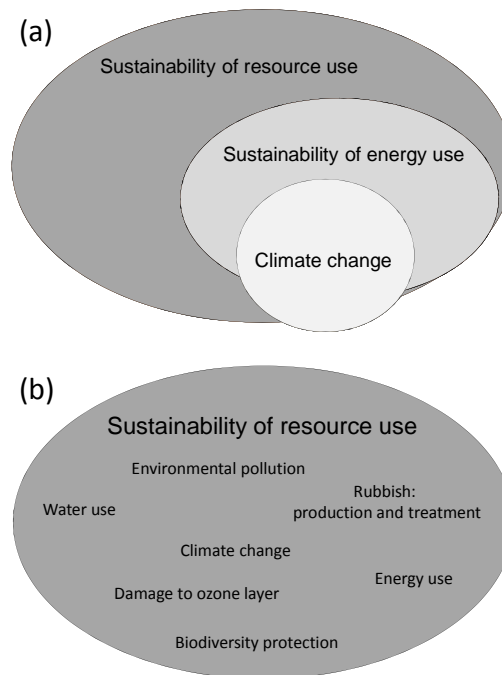 (a)
Sustainability of resource use
Sustainability of energy use
Climate change
(b)
Sustainability of resource use
Environmental pollution
Rubbish:
Water use
production and treatment
Climate change
Energy use
Damage to ozone layer
Biodiversity protection